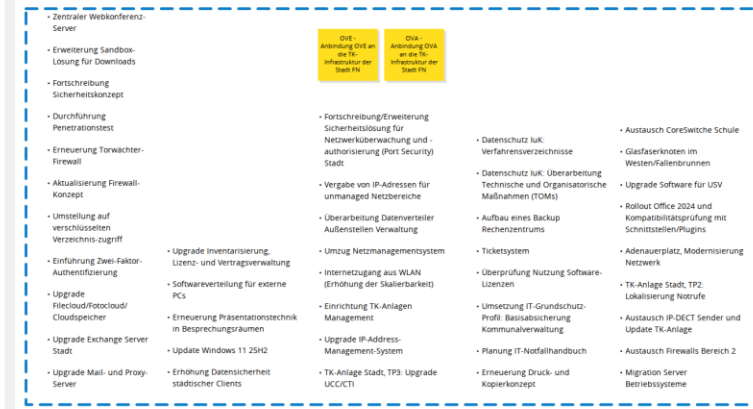 • Zentraler Webkonferenz-
Server
• Erweiterung Sandbox-
Lösung für Downloads
• Fortschreibung
Sicherheitskonzept
• Durchführung
Penetrationstest
• Erneuerung Torwächter-
Firewall
• Aktualisierung Firewall-
Konzept
• Umstellung auf
verschlüsselten
Verzeichnis-zugriff
• Einführung Zwei-Faktor-
Authentifizierung
• Upgrade
Filecloud/Fotocloud/
Cloudspeicher
• Upgrade Exchange Server
Stadt
• Upgrade Mail- und Proxy-
Server
• Upgrade Inventarisierung,
Lizenz- und Vertragsverwaltung
• Softwareverteilung für externe
PCs
• Erneuerung Präsentationstechnik
in Besprechungsräumen
• Update Windows 11 25H2
• Erhöhung Datensicherheit
städtischer Clients
OVE -
Anbindung OVE an
die TK-
Infrastruktur der
Stadt FN
OVA -
Anbindung OVA
an die TK-
Infrastruktur der
Stadt FN
• Fortschreibung/Erweiterung
Sicherheitslösung für
Netzwerküberwachung und -
authorisierung (Port Security)
Stadt
• Vergabe von IP-Adressen für
unmanaged Netzbereiche
• Überarbeitung Datenverteiler
Außenstellen Verwaltung
• Umzug Netzmanagementsystem
• Internetzugang aus WLAN
(Erhöhung der Skalierbarkeit)
• Einrichtung TK-Anlagen
Management
• Upgrade IP-Address-
Management-System
• TK-Anlage Stadt, TP3: Upgrade
UCC/CTI
• Datenschutz IuK:
Verfahrensverzeichnisse
• Datenschutz IuK: Überarbeitung
Technische und Organisatorische
Maßnahmen (TOMs)
• Aufbau eines Backup
Rechenzentrums
• Ticketsystem
• Überprüfung Nutzung Software-
Lizenzen
• Umsetzung IT-Grundschutz-
Profil: Basisabsicherung
Kommunalverwaltung
• Planung IT-Notfallhandbuch
• Erneuerung Druck- und
Kopierkonzept
• Austausch CoreSwitche Schule
• Glasfaserknoten im
Westen/Fallenbrunnen
• Upgrade Software für USV
• Rollout Office 2024 und
Kompatibilitätsprüfung mit
Schnittstellen/Plugins
• Adenauerplatz, Modernisierung
Netzwerk
• TK-Anlage Stadt, TP2:
Lokalisierung Notrufe
• Austausch IP-DECT Sender und
Update TK-Anlage
• Austausch Firewalls Bereich 2
• Migration Server
Betriebssysteme